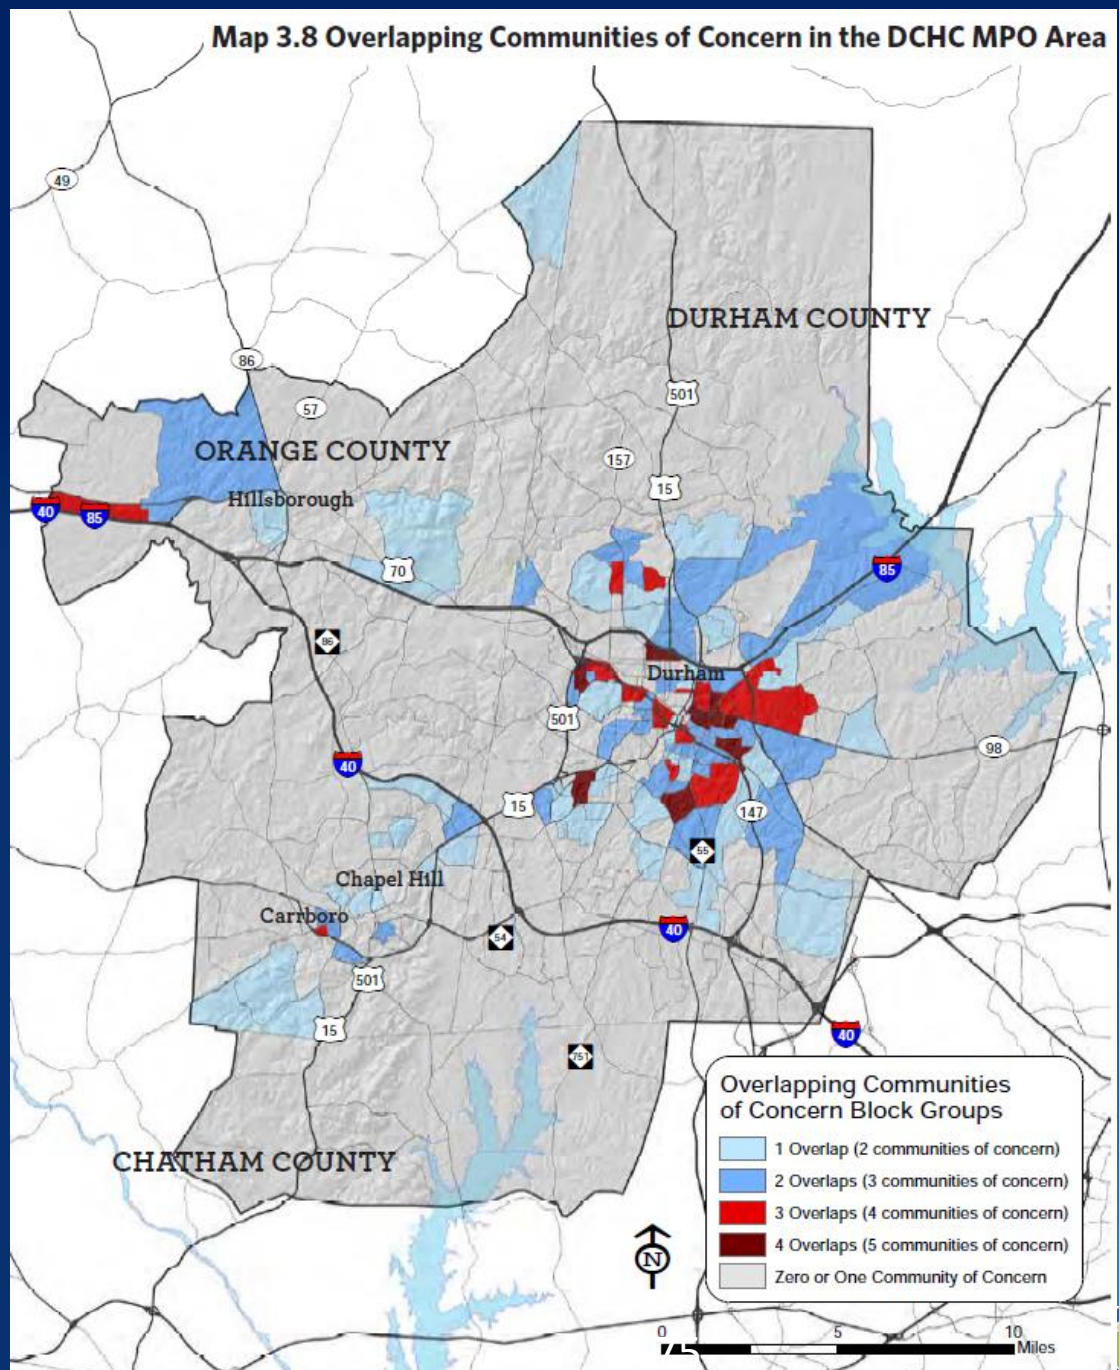 Map 3.8 Overlapping Communities of Concern in the DCHC MPO Area
49
DURHAM COUNTY
86
501
57
ORANGE COUNTY
157
15
Hillsborough
40
85
70
85
86
Durham
501
98
40
15
147
55
Chapel Hill
Carrboro
54
40
501
15
40
751
Overlapping Communities
of Concern Block Groups
1 Overlap (2 communities of concern)
2 Overlaps (3 communities of concern)
3 Overlaps (4 communities of concern)
4 Overlaps (5 communities of concern)
Zero or One Community of Concern
CHATHAM COUNTY
N
0 5 10
Miles
75